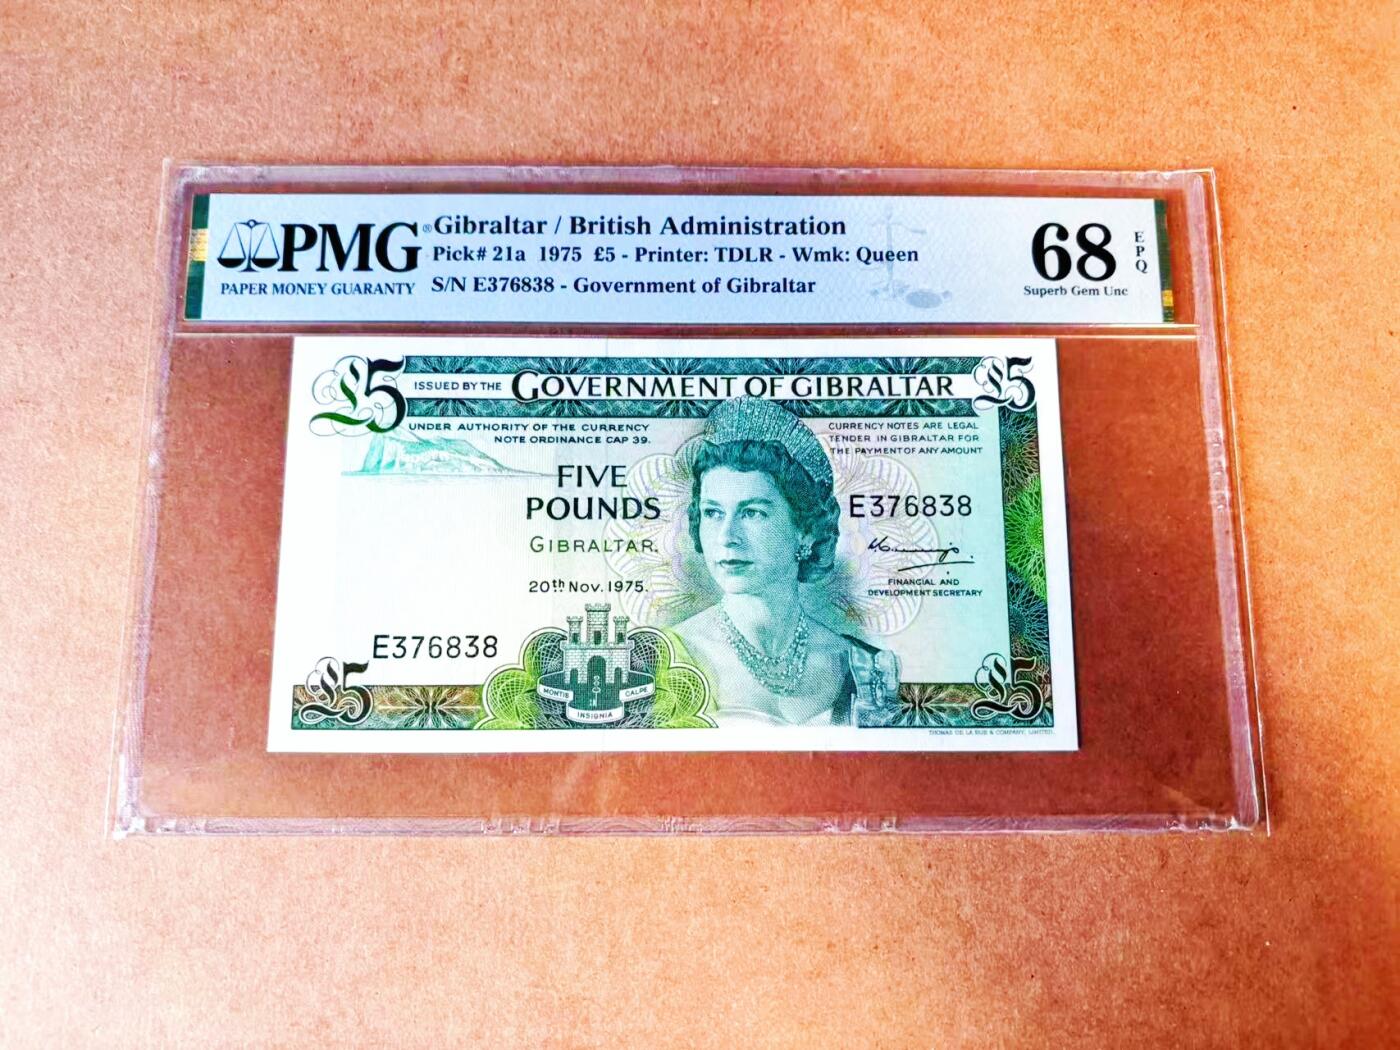 PMG®
PAPER MONEY GUARANTY
Gibraltar / British Administration
Pick# 21a 1975 £5 - Printer: TDLR - Wmk: Queen
S/N E376838 - Government of Gibraltar
68
EPQ
Superb Gem Unc
£5
ISSUED BY THE GOVERNMENT OF GIBRALTAR
£5
UNDER AUTHORITY OF THE CURRENCY
NOTE ORDINANCE CAP 39.
CURRENCY NOTES ARE LEGAL
TENDER IN GIBRALTAR FOR
THE PAYMENT OF ANY AMOUNT
FIVE
POUNDS
GIBRALTAR.
20th Nov. 1975.
E376838
FINANCIAL AND
DEVELOPMENT SECRETARY
E376838
£5
MONTIS
INSIGNIA
CALPE
£5
THOMAS DE LA RUE & COMPANY, LIMITED.